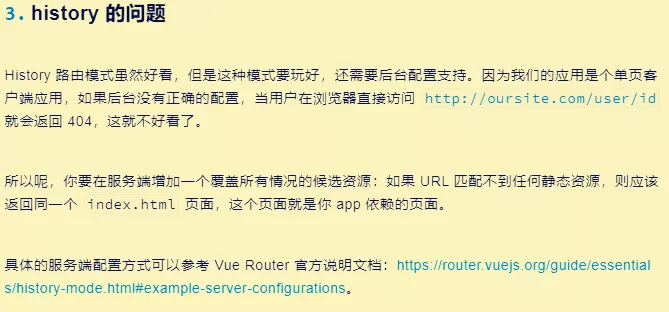 3. history 的问题
History 路由模式虽然好看，但是这种模式要玩好，还需要后台配置支持。因为我们的应用是个单页客
户端应用，如果后台没有正确的配置，当用户在浏览器直接访问 http://oursite.com/user/id
就会返回 404，这就不好看了。
所以呢，你要在服务端增加一个覆盖所有情况的候选资源：如果 URL 匹配不到任何静态资源，则应该
返回同一个 index.html 页面，这个页面就是你 app 依赖的页面。
具体的服务端配置方式可以参考 Vue Router 官方说明文档：https://router.vuejs.org/guide/essential
s/history-mode.html#example-server-configurations。